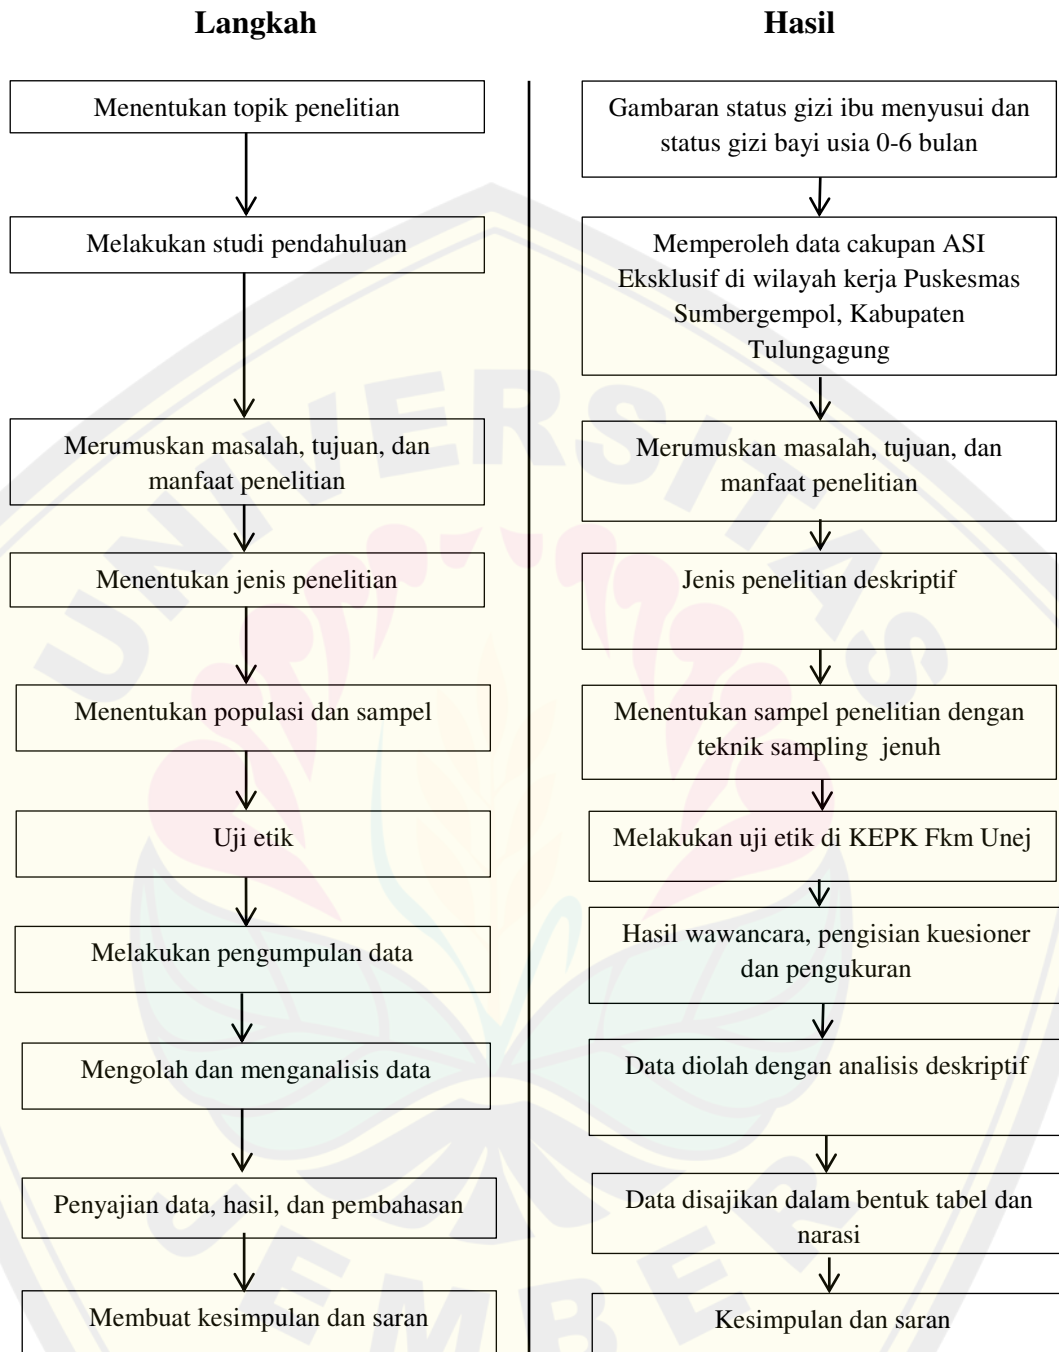 Langkah
Menentukan topik penelitian
Melakukan studi pendahuluan
Merumuskan masalah, tujuan, dan
manfaat penelitian
Menentukan jenis penelitian
Menentukan populasi dan sampel
Uji etik
Melakukan pengumpulan data
Mengolah dan menganalisis data
Penyajian data, hasil, dan pembahasan
Membuat kesimpulan dan saran
Hasil
Gambaran status gizi ibu menyusui dan
status gizi bayi usia 0-6 bulan
Memperoleh data cakupan ASI
Eksklusif di wilayah kerja Puskesmas
Sumbergempol, Kabupaten
Tulungagung
Merumuskan masalah, tujuan, dan
manfaat penelitian
Jenis penelitian deskriptif
Menentukan sampel penelitian dengan
teknik sampling jenuh
Melakukan uji etik di KEPK Fkm Unej
Hasil wawancara, pengisian kuesioner
dan pengukuran
Data diolah dengan analisis deskriptif
Data disajikan dalam bentuk tabel dan
narasi
Kesimpulan dan saran
UNIVERSITAS
JEMBER